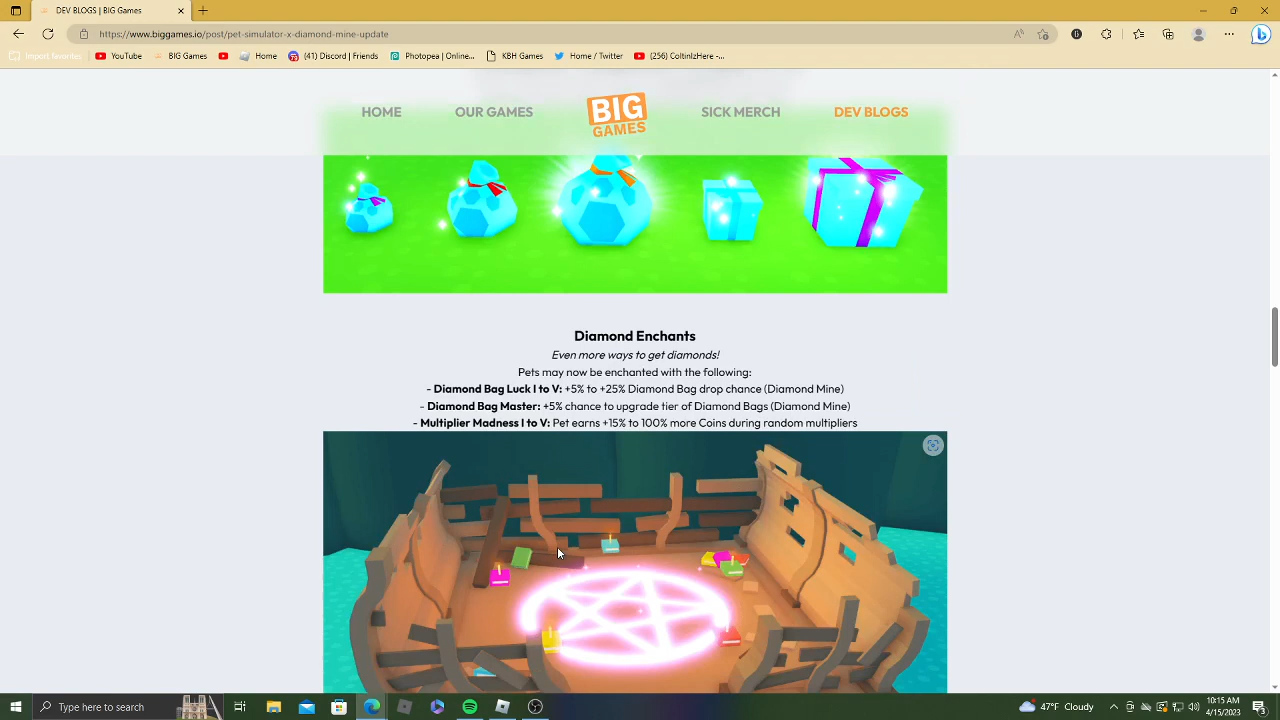 DEV BLOGS | BIG GAMES
https://www.biggames.io/post/pet-simulator-x-diamond-mine-update
Import favorites
YouTube
BIG Games
Home
(41) Discord | Friends
Photopea | Online...
KBH Games
Home / Twitter
(256) ColtinIzHere -...
HOME
OUR GAMES
BIG
GAMES
SICK MERCH
DEV BLOGS
Diamond Enchants
Even more ways to get diamonds!
Pets may now be enchanted with the following:
- Diamond Bag Luck I to V: +5% to +25% Diamond Bag drop chance (Diamond Mine)
- Diamond Bag Master: +5% chance to upgrade tier of Diamond Bags (Diamond Mine)
- Multiplier Madness I to V: Pet earns +15% to 100% more Coins during random multipliers
Type here to search
47°F Cloudy
10:15 AM
4/15/2023